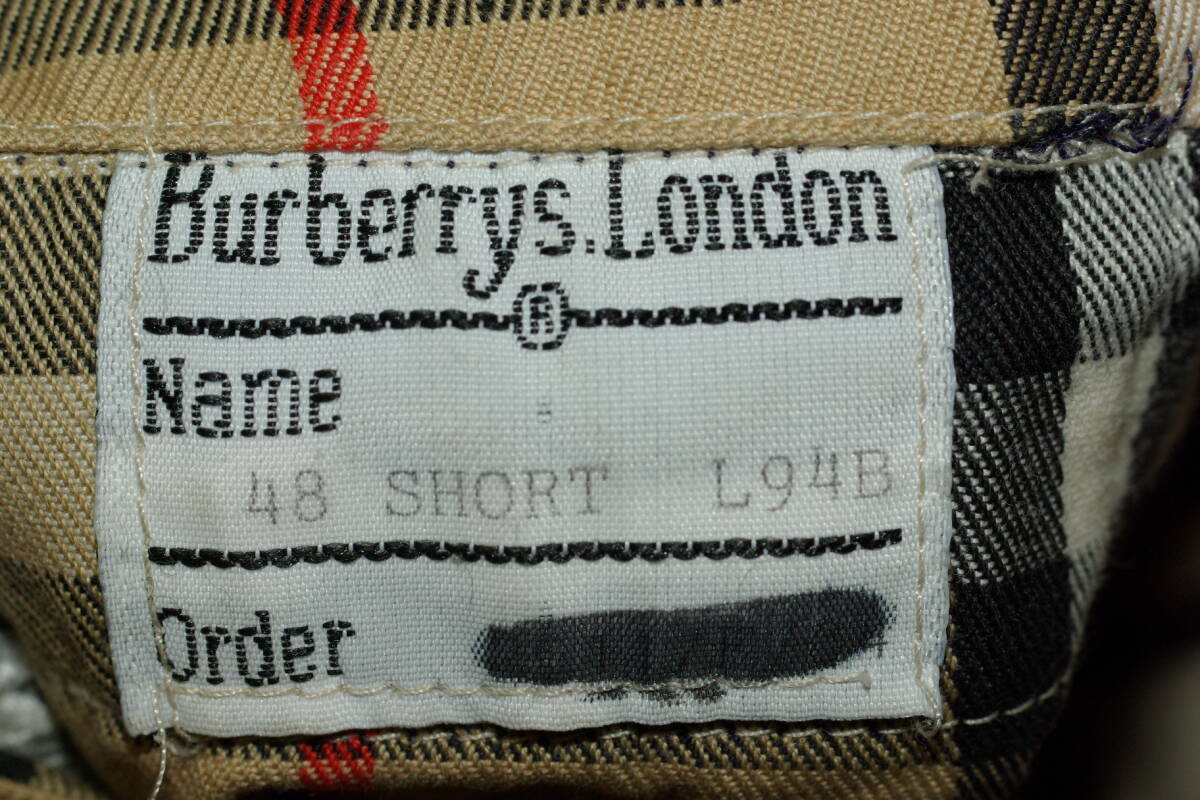 Burberrys.London
®
Name
48 SHORT L94B
Order